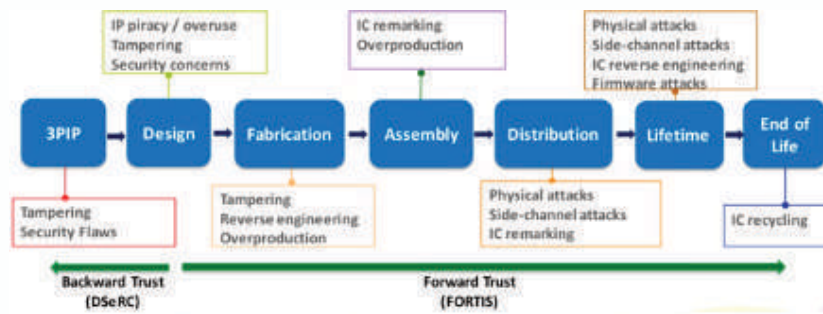 IP piracy / overuse
Tampering
Security concerns
IC remarking
Overproduction
Physical attacks
Side-channel attacks
IC reverse engineering
Firmware attacks
3PIP
Design
Fabrication
Assembly
Distribution
Lifetime
End of
Life
Tampering
Security Flaws
Tampering
Reverse engineering
Overproduction
Physical attacks
Side-channel attacks
IC remarking
IC recycling
Backward Trust
(DSeRC)
Forward Trust
(FORTIS)